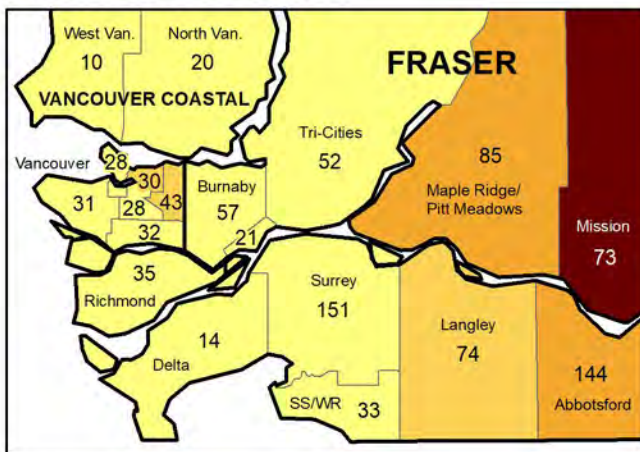 West Van.
10
North Van.
20
FRASER
VANCOUVER COASTAL
Tri-Cities
52
85
Maple Ridge/
Pitt Meadows
Mission
73
Vancouver
28
30
43
31
28
32
Burnaby
57
21
35
Richmond
Surrey
151
14
Delta
Langley
74
144
Abbotsford
SS/WR
33